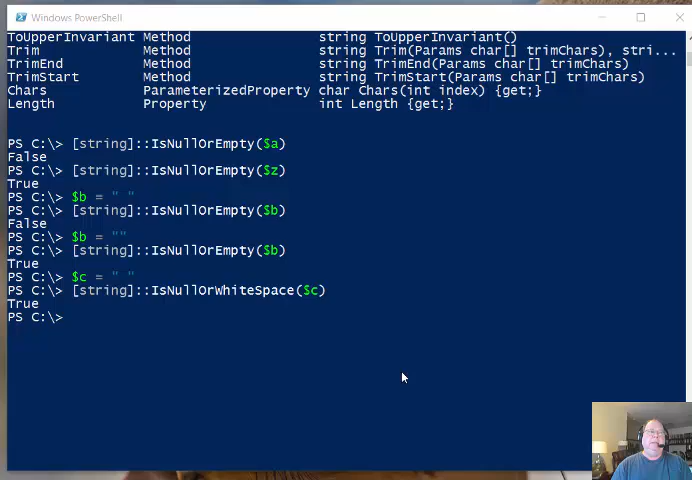 Windows PowerShell
ToUpperInvariant Method string ToUpperInvariant()
Trim Method string Trim(Params char[] trimChars), stri...
TrimEnd Method string TrimEnd(Params char[] trimChars)
TrimStart Method string TrimStart(Params char[] trimChars)
Chars ParameterizedProperty char Chars(int index) {get;}
Length Property int Length {get;}
PS C:\> [string]::IsNullOrEmpty($a)
False
PS C:\> [string]::IsNullOrEmpty($z)
True
PS C:\> $b = " "
PS C:\> [string]::IsNullOrEmpty($b)
False
PS C:\> $b = ""
PS C:\> [string]::IsNullOrEmpty($b)
True
PS C:\> $c = " "
PS C:\> [string]::IsNullOrWhiteSpace($c)
True
PS C:\>